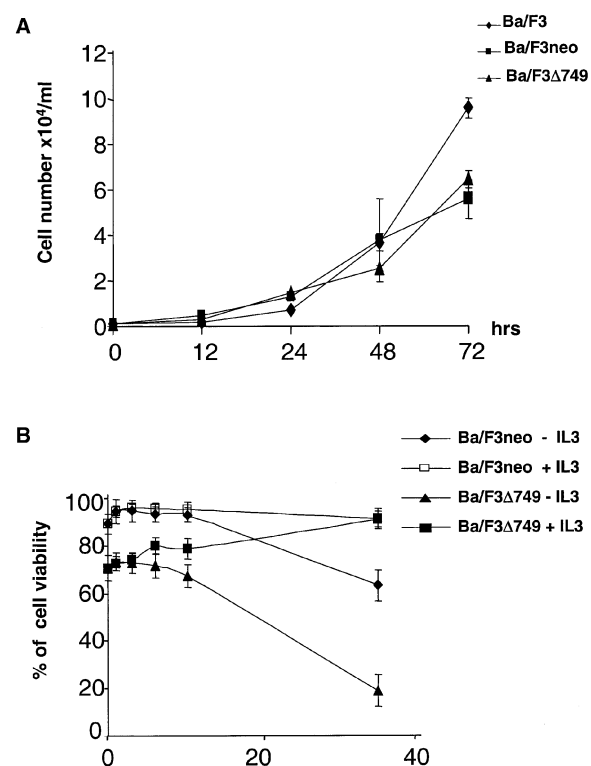 A
Ba/F3
Ba/F3neo
Ba/F3Δ749
Cell number x10⁴/ml
12
10
8
6
4
2
0
0 12 24 48 72 hrs
B
Ba/F3neo - IL3
Ba/F3neo + IL3
Ba/F3Δ749 - IL3
Ba/F3Δ749 + IL3
% of cell viability
100
80
60
40
20
0
0 20 40